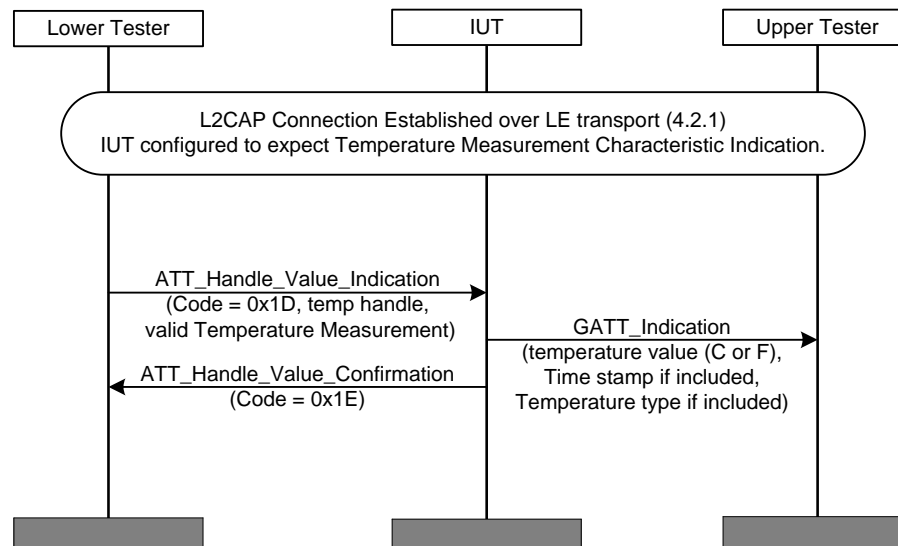 Lower Tester
IUT
Upper Tester
L2CAP Connection Established over LE transport (4.2.1)
IUT configured to expect Temperature Measurement Characteristic Indication.
ATT_Handle_Value_Indication
(Code = 0x1D, temp handle,
valid Temperature Measurement)
GATT_Indication
(temperature value (C or F),
Time stamp if included,
Temperature type if included)
ATT_Handle_Value_Confirmation
(Code = 0x1E)